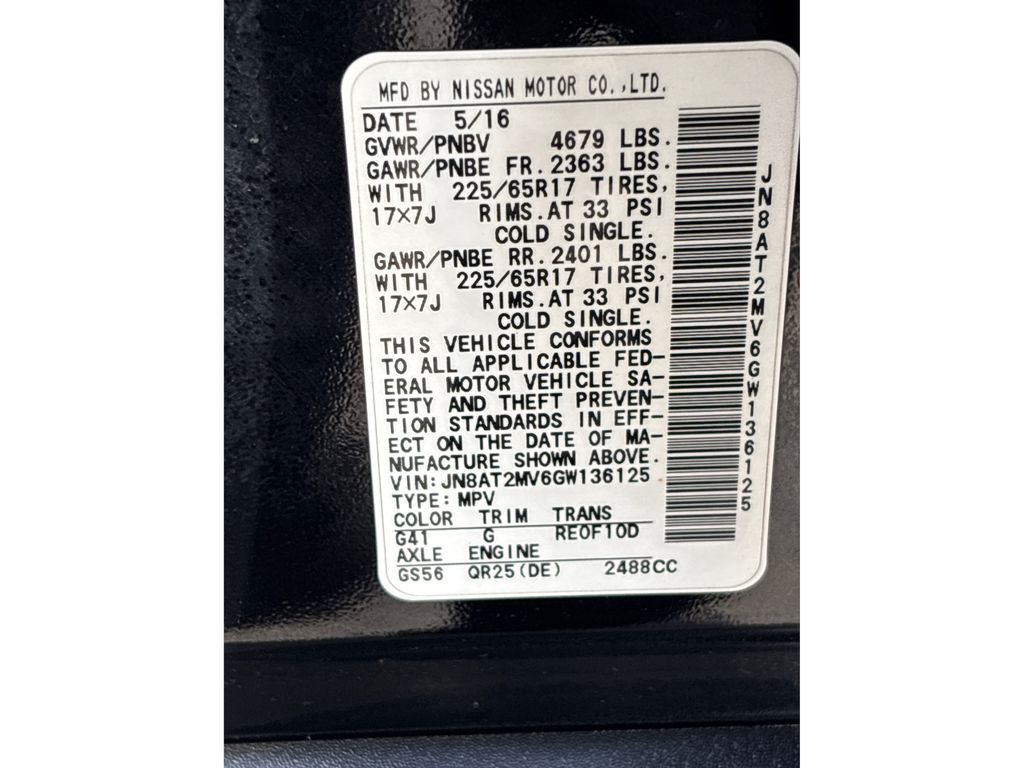 MFD BY NISSAN MOTOR CO.,LTD.
DATE 5/16
GVWR/PNBV 4679 LBS.
GAWR/PNBE FR. 2363 LBS.
WITH 225/65R17 TIRES,
17×7J RIMS. AT 33 PSI
COLD SINGLE.
GAWR/PNBE RR. 2401 LBS.
WITH 225/65R17 TIRES,
17×7J RIMS. AT 33 PSI
COLD SINGLE.
THIS VEHICLE CONFORMS
TO ALL APPLICABLE FED-
ERAL MOTOR VEHICLE SA-
FETY AND THEFT PREVEN-
TION STANDARDS IN EFF-
ECT ON THE DATE OF MA-
NUFACTURE SHOWN ABOVE.
VIN: JN8AT2MV6GW136125
TYPE: MPV
COLOR TRIM TRANS
G41 G RE0F10D
AXLE ENGINE
GS56 QR25(DE) 2488CC
JN8AT2MV6GW136125